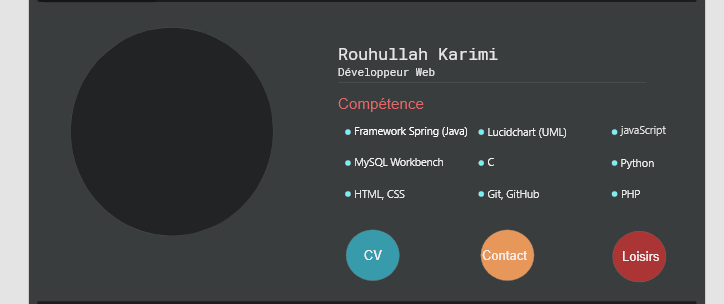 Rouhullah Karimi
Développeur Web
Compétence
Framework Spring (Java) Lucidchart (UML) javaScript
MySQL Workbench C Python
HTML, CSS Git, GitHub PHP
CV Contact Loisirs